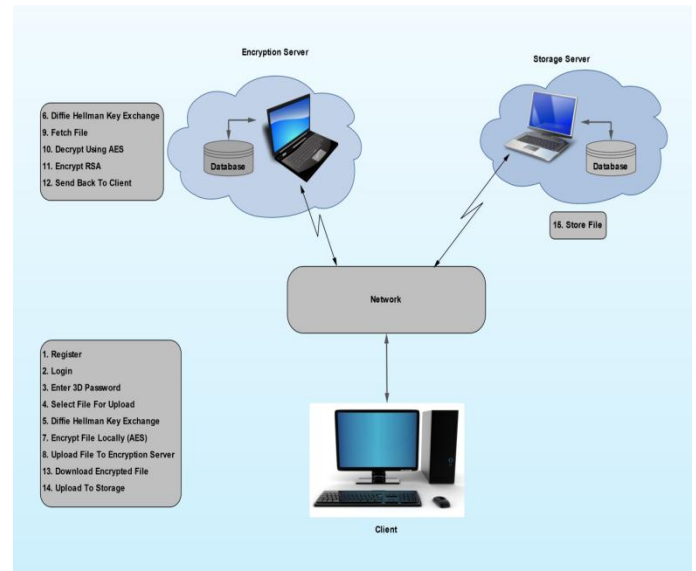 Encryption Server
Storage Server
6. Diffie Hellman Key Exchange
9. Fetch File
10. Decrypt Using AES
11. Encrypt RSA
12. Send Back To Client
Database
Database
15. Store File
Network
1. Register
2. Login
3. Enter 3D Password
4. Select File For Upload
5. Diffie Hellman Key Exchange
7. Encrypt File Locally (AES)
8. Upload File To Encryption Server
13. Download Encrypted File
14. Upload To Storage
Client